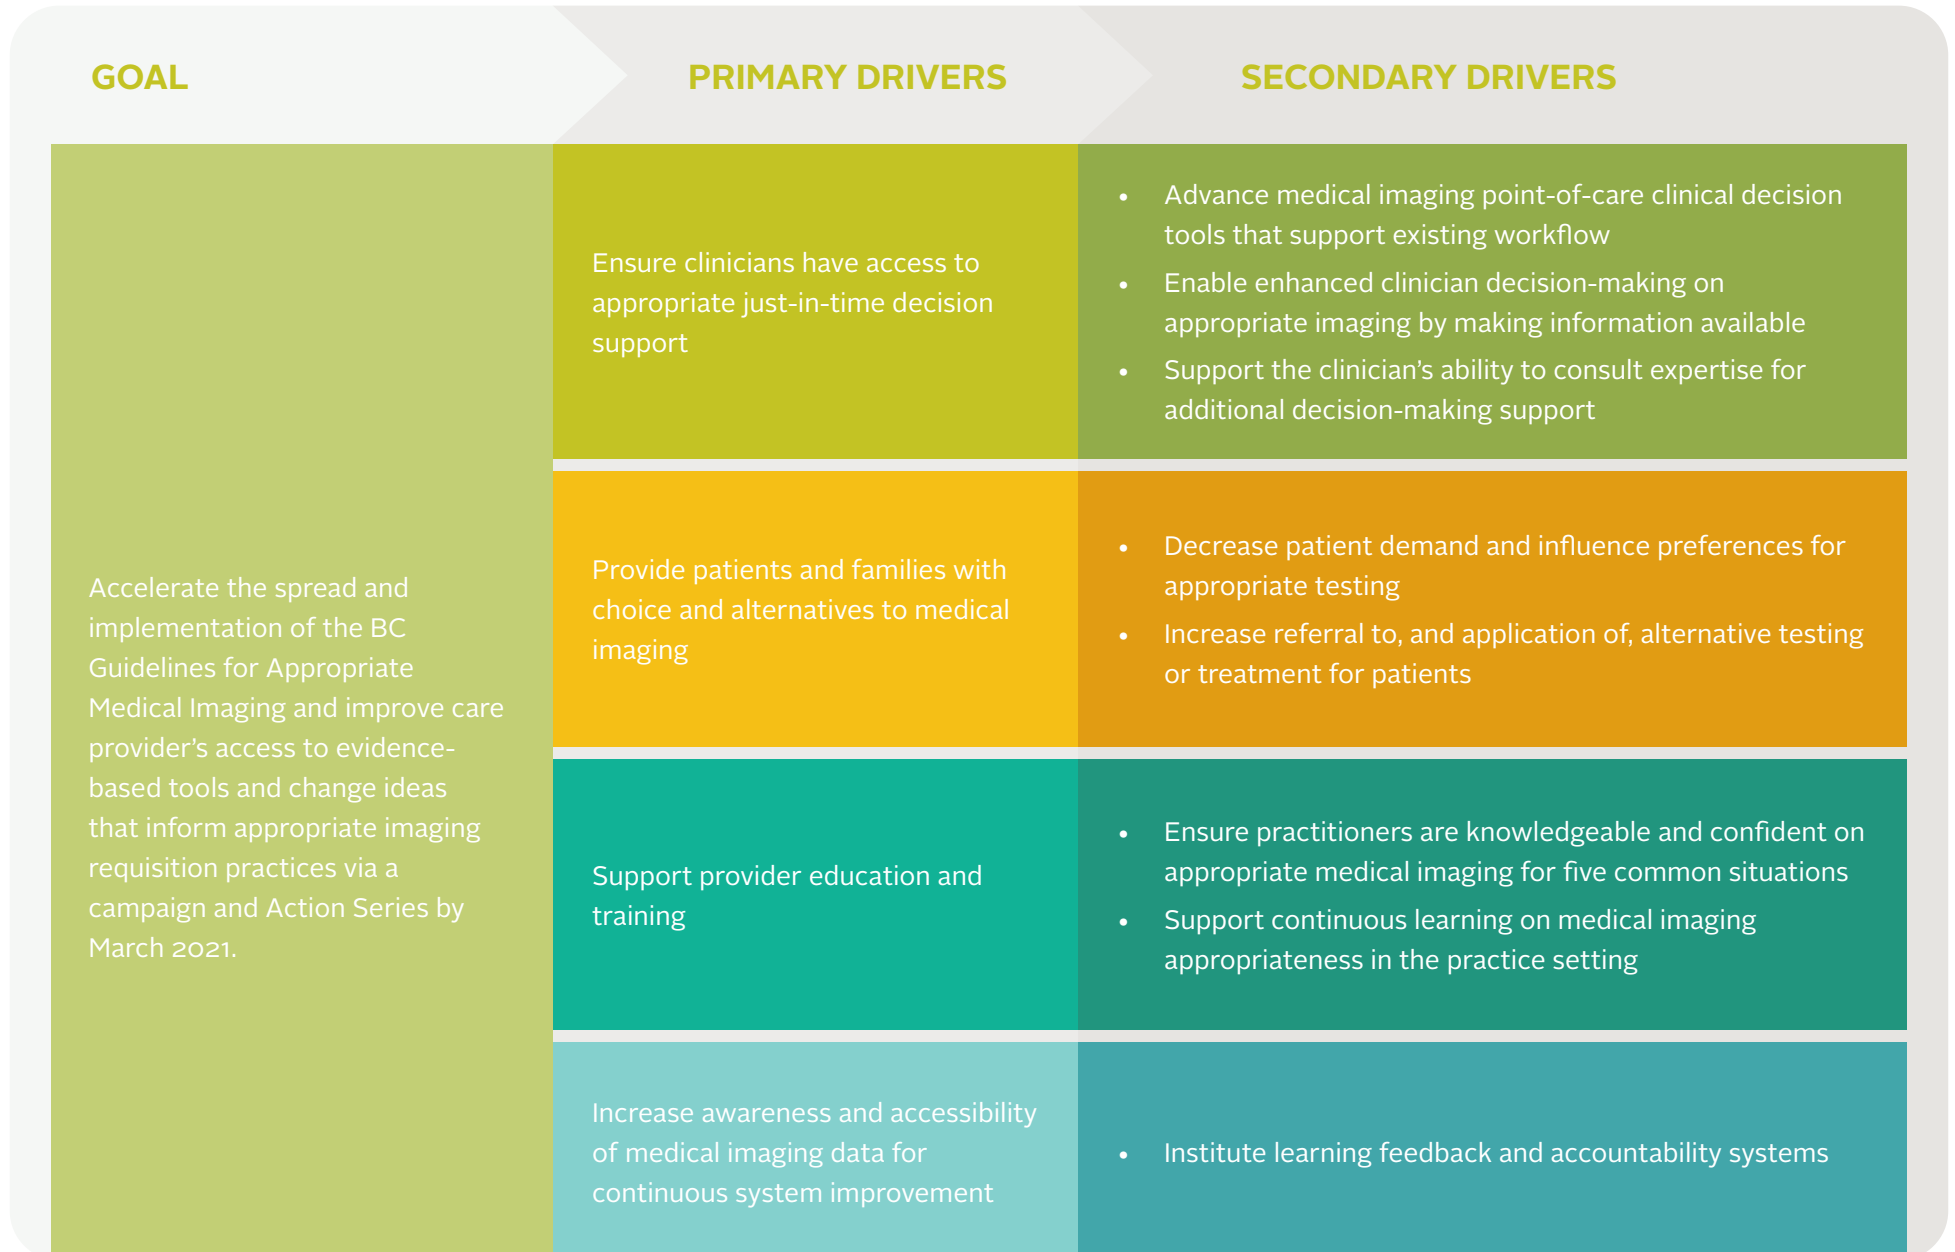 GOAL
PRIMARY DRIVERS
SECONDARY DRIVERS
Accelerate the spread and
implementation of the BC
Guidelines for Appropriate
Medical Imaging and improve care
provider's access to evidence-
based tools and change ideas
that inform appropriate imaging
requisition practices via a
campaign and Action Series by
March 2021.
Ensure clinicians have access to
appropriate just-in-time decision
support
• Advance medical imaging point-of-care clinical decision
tools that support existing workflow
• Enable enhanced clinician decision-making on
appropriate imaging by making information available
• Support the clinician's ability to consult expertise for
additional decision-making support
Provide patients and families with
choice and alternatives to medical
imaging
• Decrease patient demand and influence preferences for
appropriate testing
• Increase referral to, and application of, alternative testing
or treatment for patients
Support provider education and
training
• Ensure practitioners are knowledgeable and confident on
appropriate medical imaging for five common situations
• Support continuous learning on medical imaging
appropriateness in the practice setting
Increase awareness and accessibility
of medical imaging data for
continuous system improvement
• Institute learning feedback and accountability systems